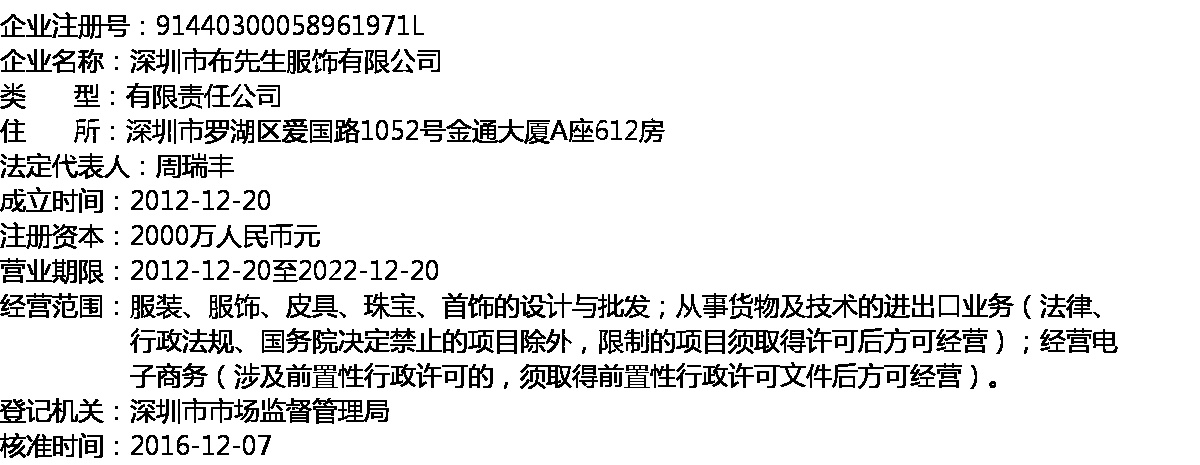 企业注册号：91440300058961971L
企业名称：深圳市布先生服饰有限公司
类　　型：有限责任公司
住　　所：深圳市罗湖区爱国路1052号金通大厦A座612房
法定代表人：周瑞丰
成立时间：2012-12-20
注册资本：2000万人民币元
营业期限：2012-12-20至2022-12-20
经营范围：服装、服饰、皮具、珠宝、首饰的设计与批发；从事货物及技术的进出口业务（法律、
行政法规、国务院决定禁止的项目除外，限制的项目须取得许可后方可经营）；经营电
子商务（涉及前置性行政许可的，须取得前置性行政许可文件后方可经营）。
登记机关：深圳市市场监督管理局
核准时间：2016-12-07